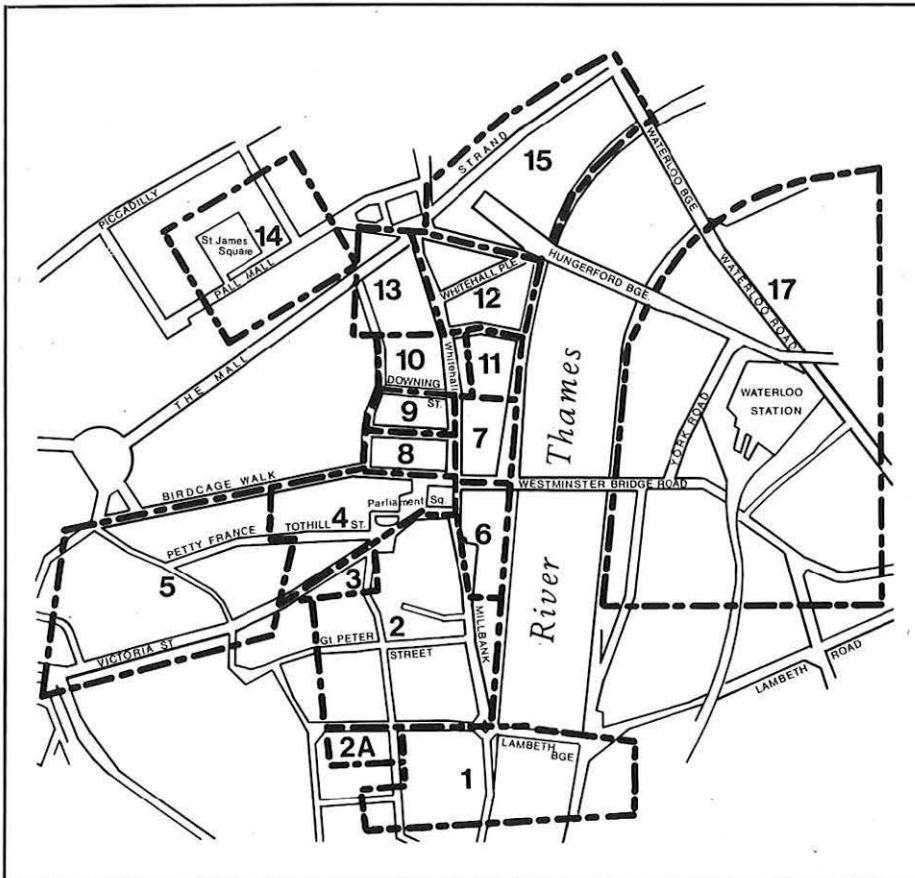 STRAND
15
WATERLOO BGE
PICCADILLY
St James
Square
14
PALL MALL
HUNGERFORD BGE.
WHITEHALL PLE
12
13
17
WATERLOO ROAD
THE MALL
10
Whitehall
11
DOWNING
ST.
9
WATERLOO
STATION
7
Thames
YORK ROAD
8
BIRDCAGE WALK
WESTMINSTER BRIDGE ROAD
Parliament Sq.
4
TOTHILL ST.
PETTY FRANCE
6
5
3
River
2
Gt PETER
STREET
MILLBANK
VICTORIA ST
LAMBETH
ROAD
2A
LAMBETH
BGE
1